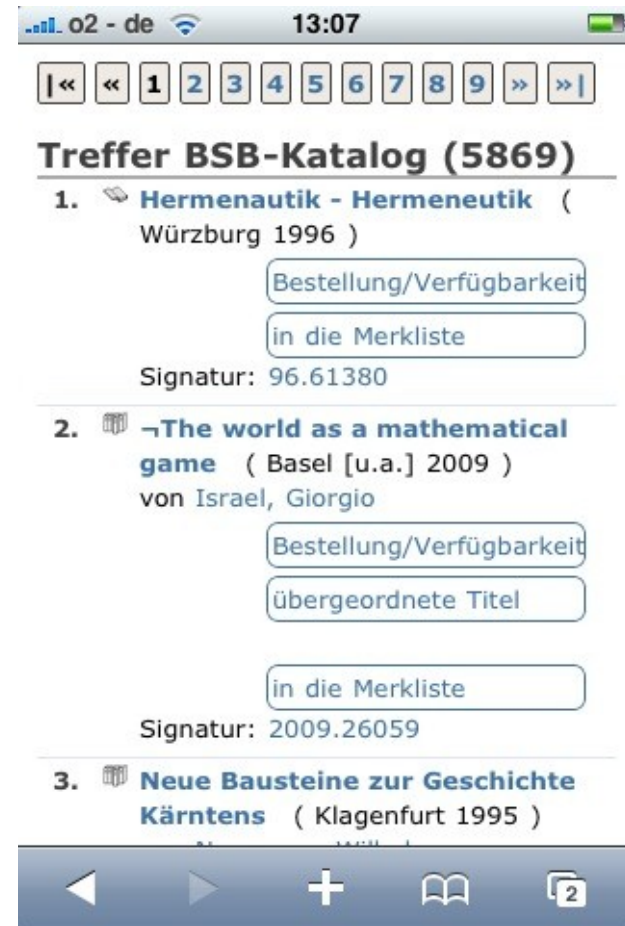 o2 - de 13:07
|« « 1 2 3 4 5 6 7 8 9 » »|
Treffer BSB-Katalog (5869)
1. Hermenautik - Hermeneutik (
Würzburg 1996 )
Bestellung/Verfügbarkeit
in die Merkliste
Signatur: 96.61380
2. ¬The world as a mathematical
game ( Basel [u.a.] 2009 )
von Israel, Giorgio
Bestellung/Verfügbarkeit
übergeordnete Titel
in die Merkliste
Signatur: 2009.26059
3. Neue Bausteine zur Geschichte
Kärntens ( Klagenfurt 1995 )
2